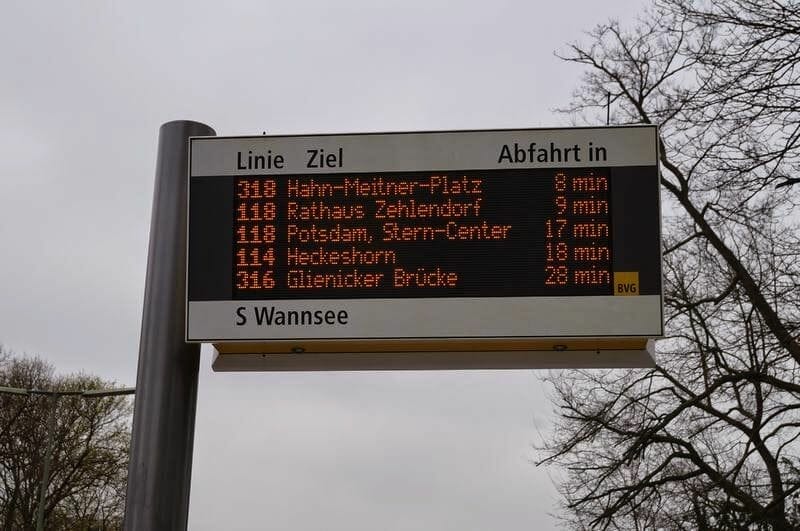 Linie Ziel Abfahrt in
318 Hahn-Meitner-Platz 8 min
118 Rathaus Zehlendorf 9 min
118 Potsdam, Stern-Center 17 min
114 Heckeshorn 18 min
316 Glienicker Brücke 28 min
BVG
S Wannsee